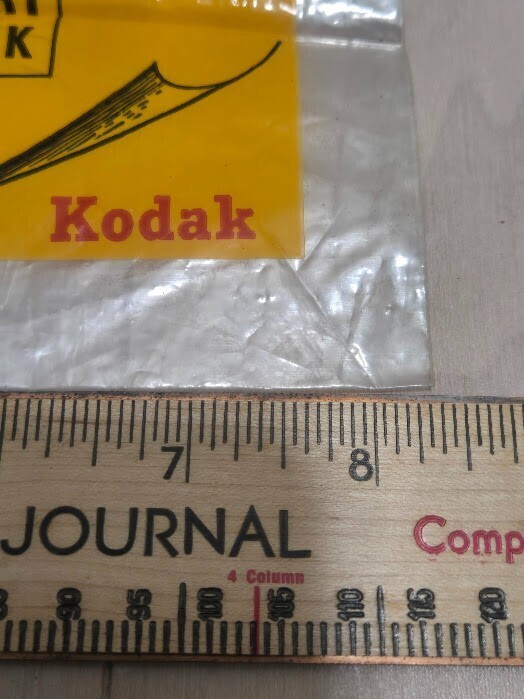 K
Kodak
7 8
JOURNAL Comp
4 Column
90 95 100 105 110 115 120